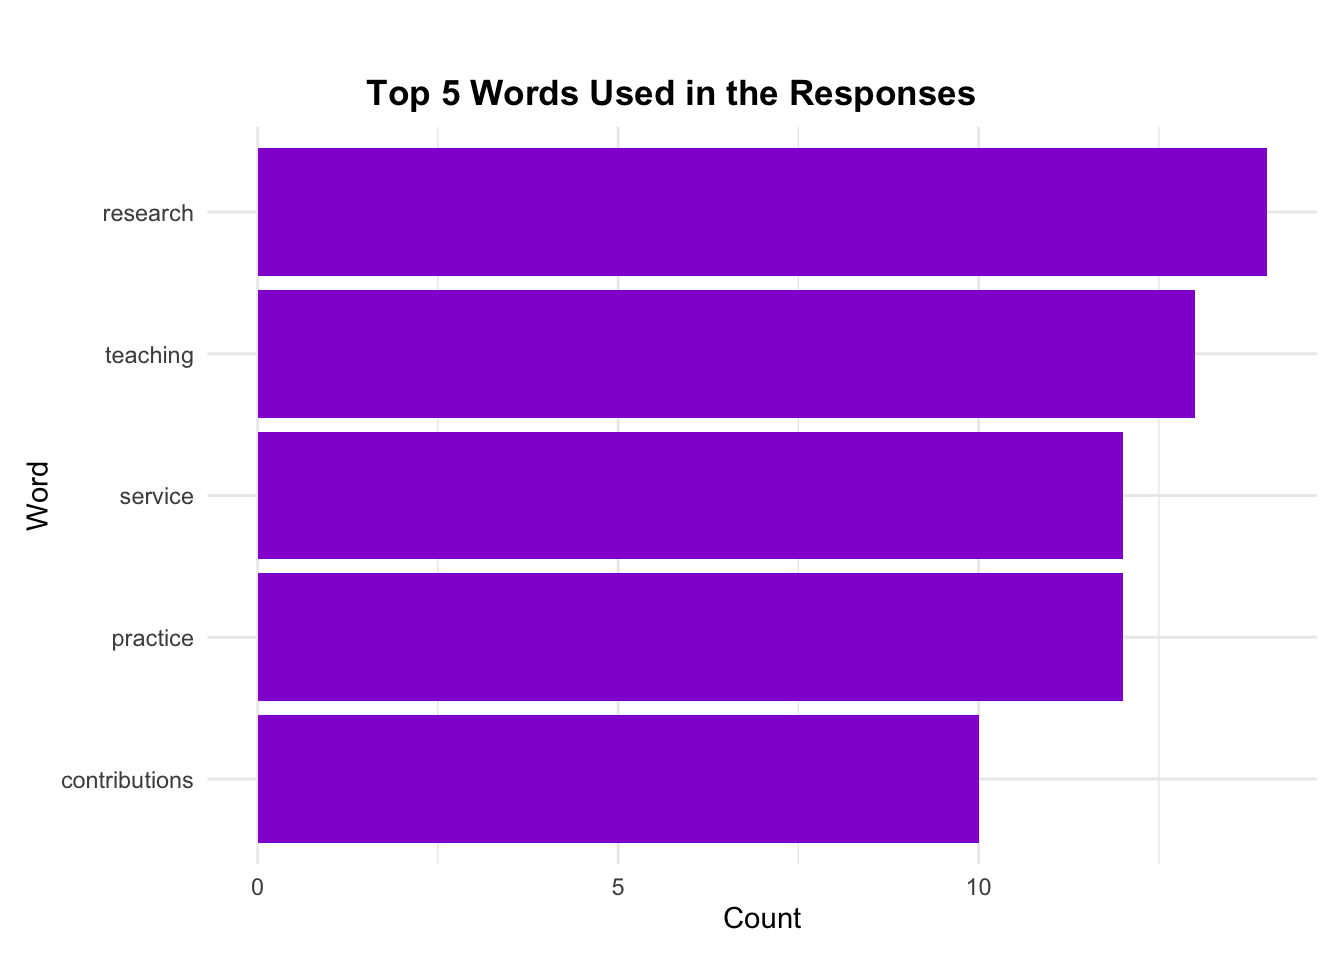 Top 5 Words Used in the Responses
research
teaching
service
practice
contributions
Word
0 5 10
Count